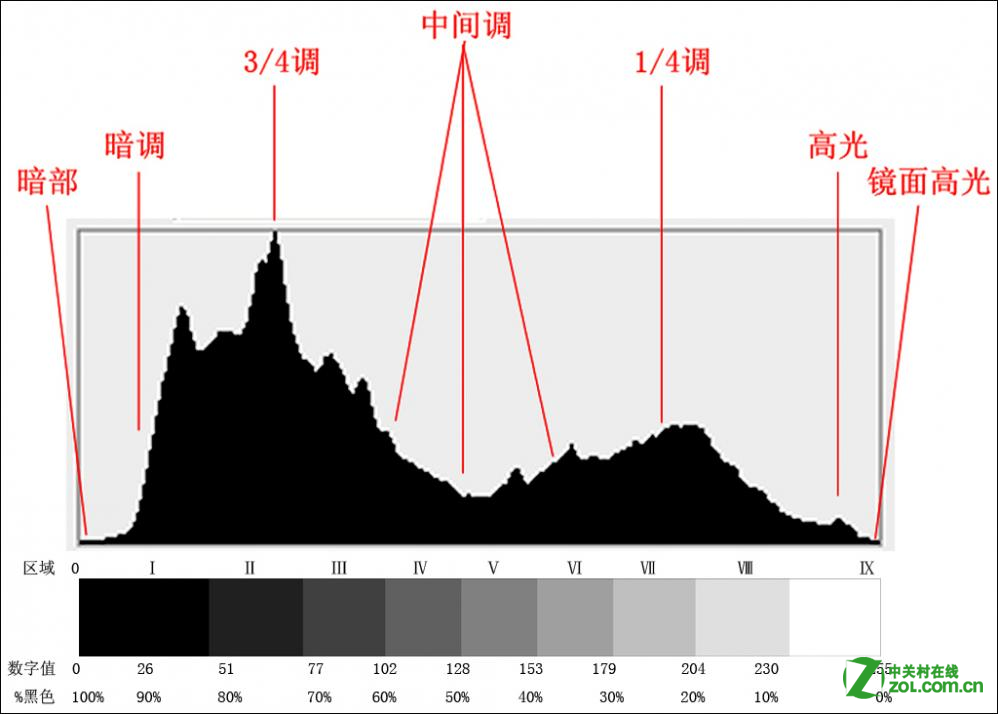 中间调
3/4调
1/4调
暗调
高光
暗部
镜面高光
区域 0 Ⅰ Ⅱ Ⅲ Ⅳ Ⅴ Ⅵ Ⅶ Ⅷ Ⅸ
数字值 0 26 51 77 102 128 153 179 204 230 255
%黑色 100% 90% 80% 70% 60% 50% 40% 30% 20% 10% 0%
Z 中关村在线
ZOL.COM.CN